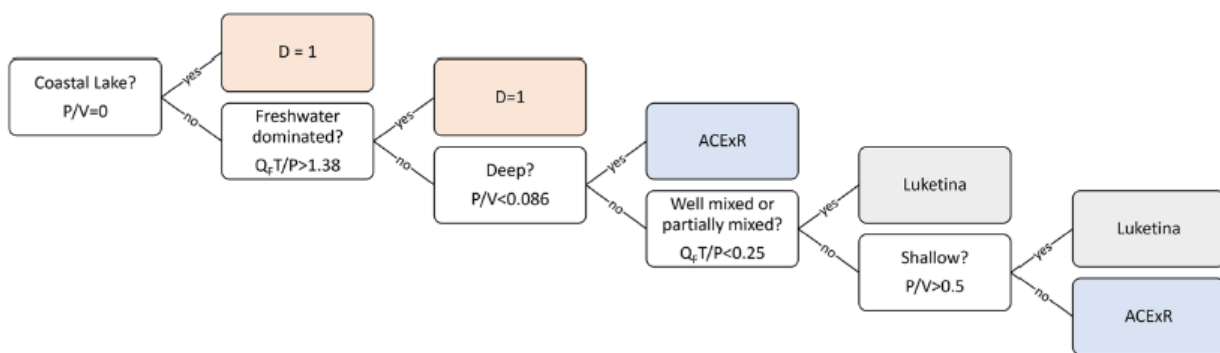 Coastal Lake?
P/V=0
yes
no
D = 1
Freshwater
dominated?
QFT/P>1.38
yes
no
D=1
Deep?
P/V<0.086
yes
no
ACExR
Well mixed or
partially mixed?
QFT/P<0.25
yes
no
Luketina
Shallow?
P/V>0.5
yes
no
Luketina
ACExR